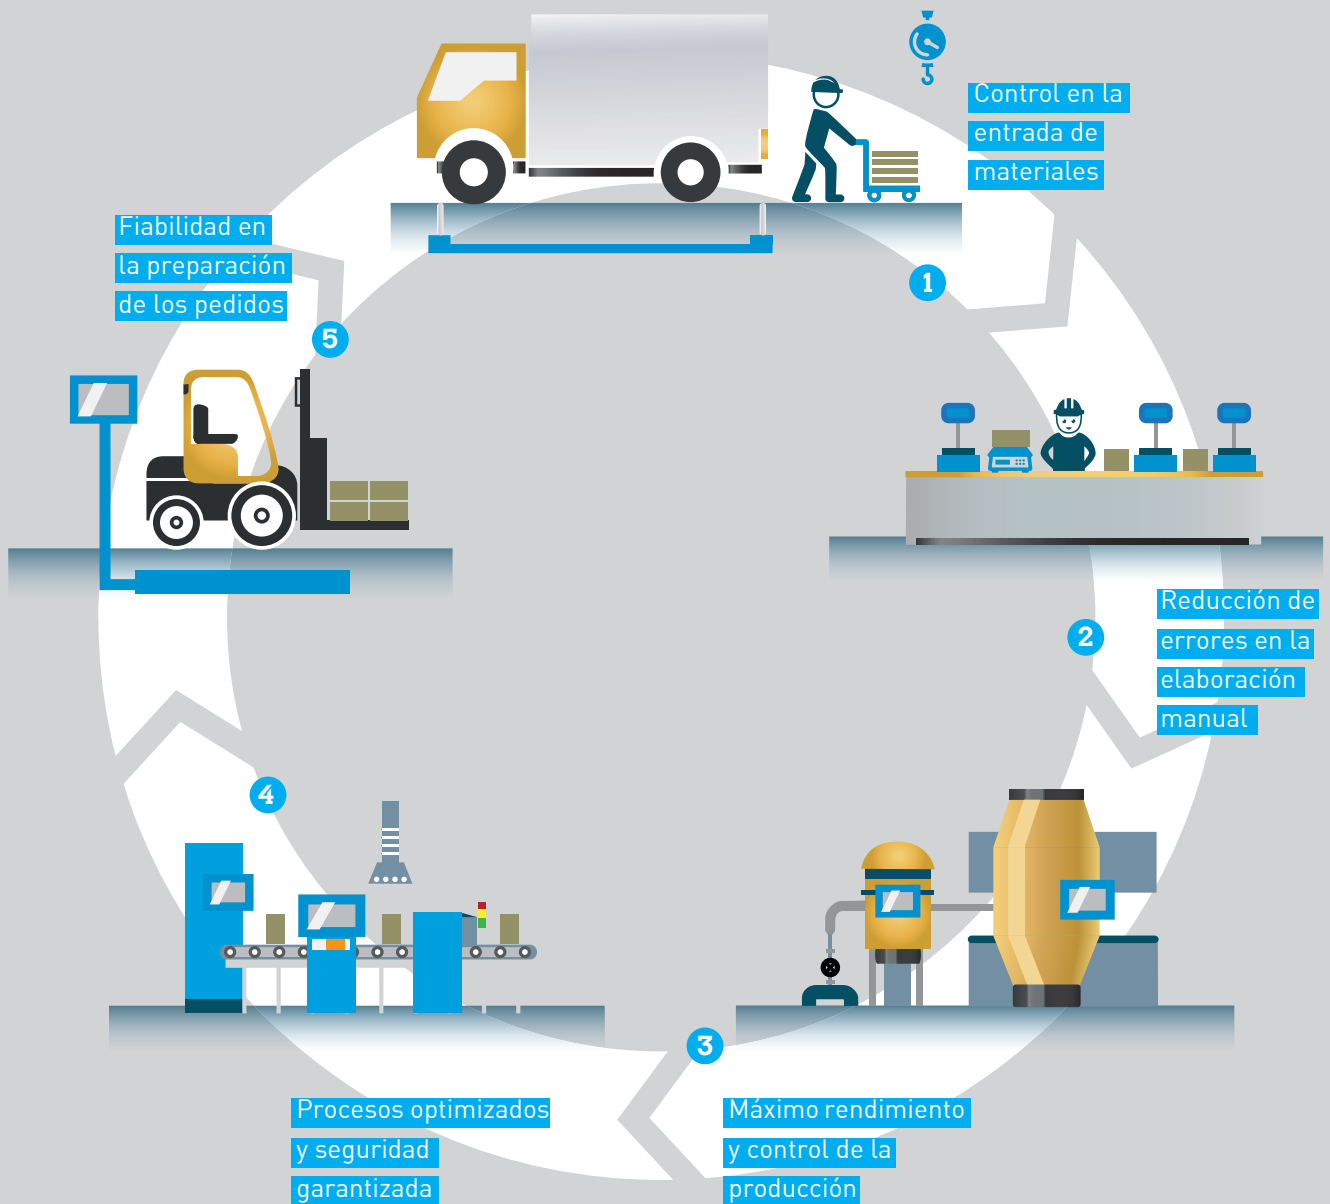 Control en la
entrada de
materiales
1
Reducción de
errores en la
elaboración
manual
2
Máximo rendimiento
y control de la
producción
3
Procesos optimizados
y seguridad
garantizada
4
Fiabilidad en
la preparación
de los pedidos
5